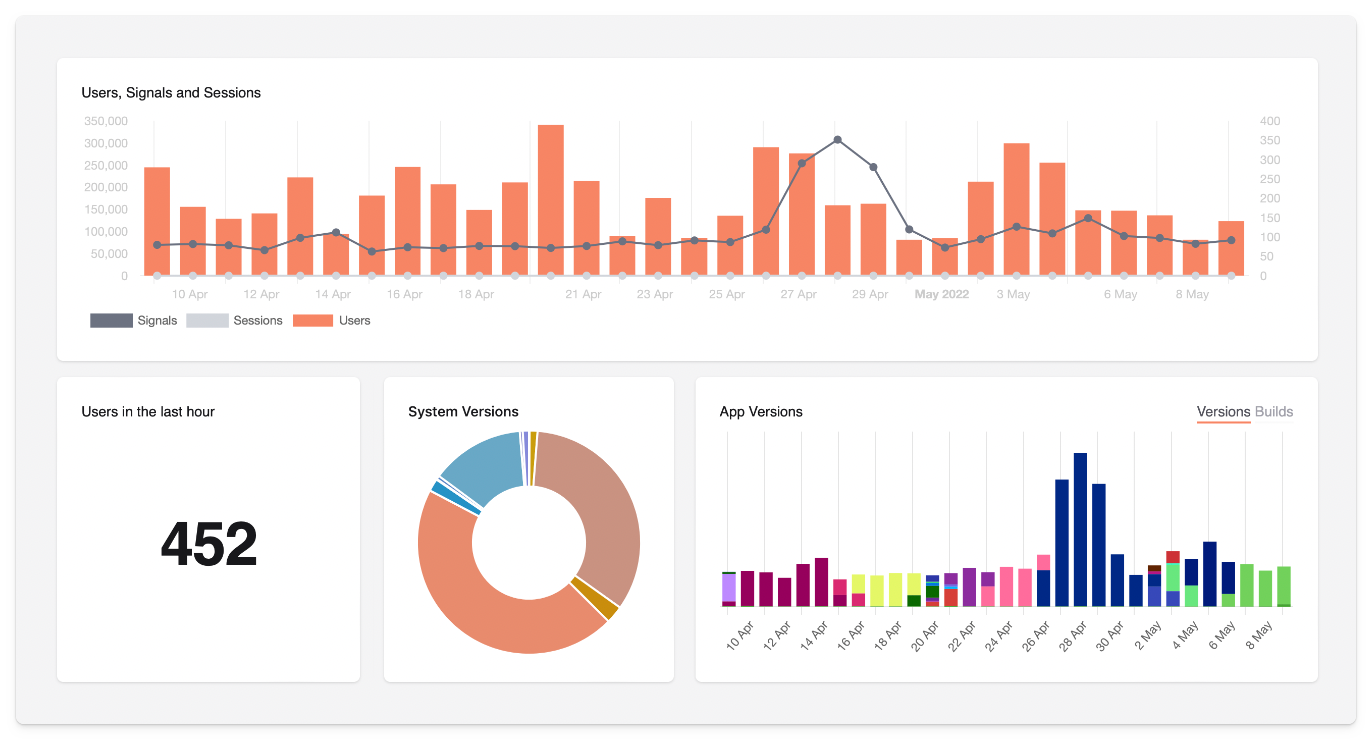 Users, Signals and Sessions
350,000
300,000
250,000
200,000
150,000
100,000
50,000
0
400
350
300
250
200
150
100
50
0
10 Apr 12 Apr 14 Apr 16 Apr 18 Apr 21 Apr 23 Apr 25 Apr 27 Apr 29 Apr May 2022 3 May 6 May 8 May
Signals Sessions Users
Users in the last hour
452
System Versions
App Versions
Versions Builds
10 Apr 12 Apr 14 Apr 16 Apr 18 Apr 20 Apr 22 Apr 24 Apr 26 Apr 28 Apr 30 Apr 2 May 4 May 6 May 8 May